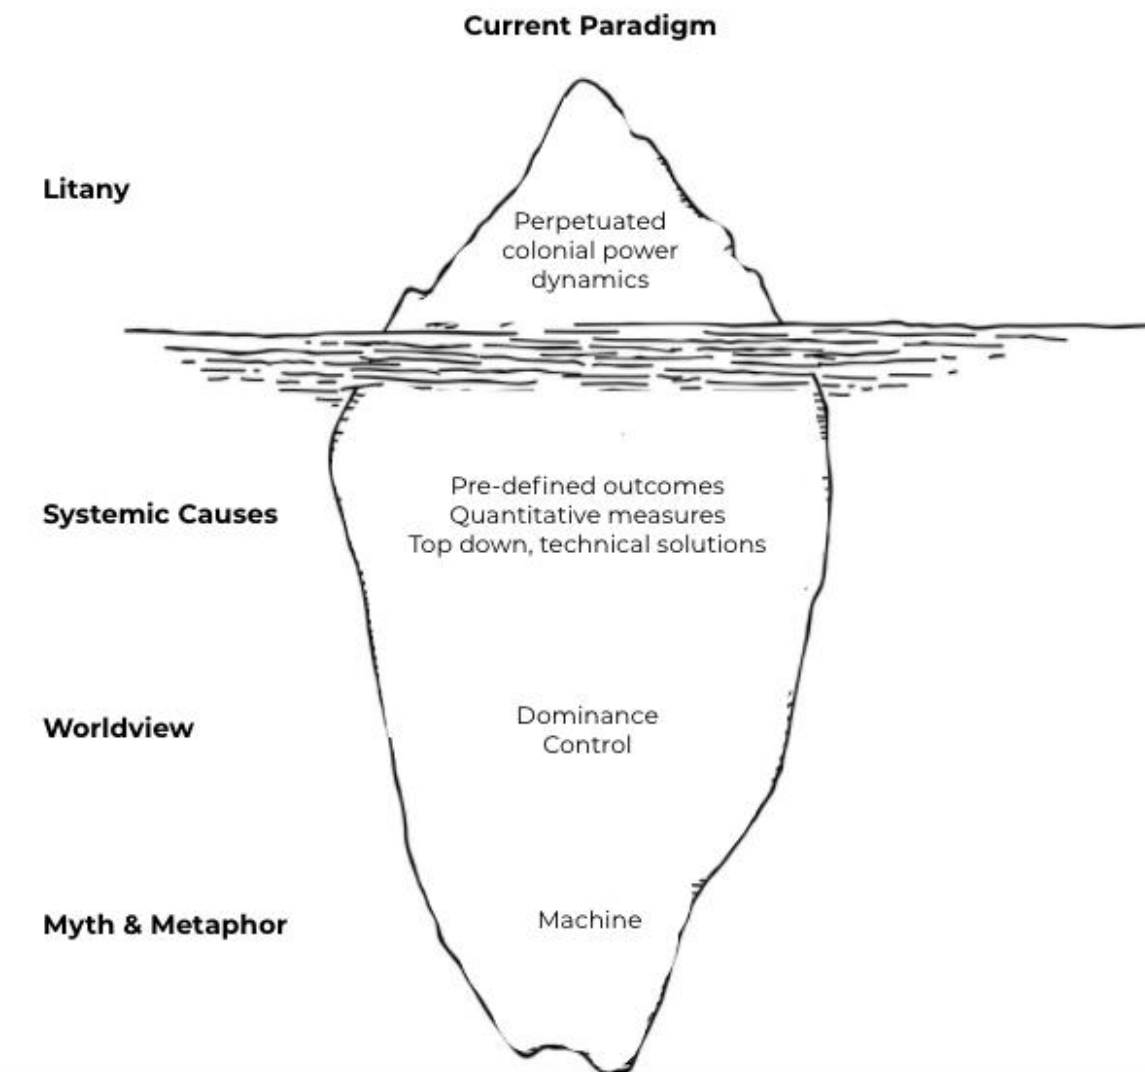 Current Paradigm
Litany
Perpetuated
colonial power
dynamics
Systemic Causes
Pre-defined outcomes
Quantitative measures
Top down, technical solutions
Worldview
Dominance
Control
Myth & Metaphor
Machine